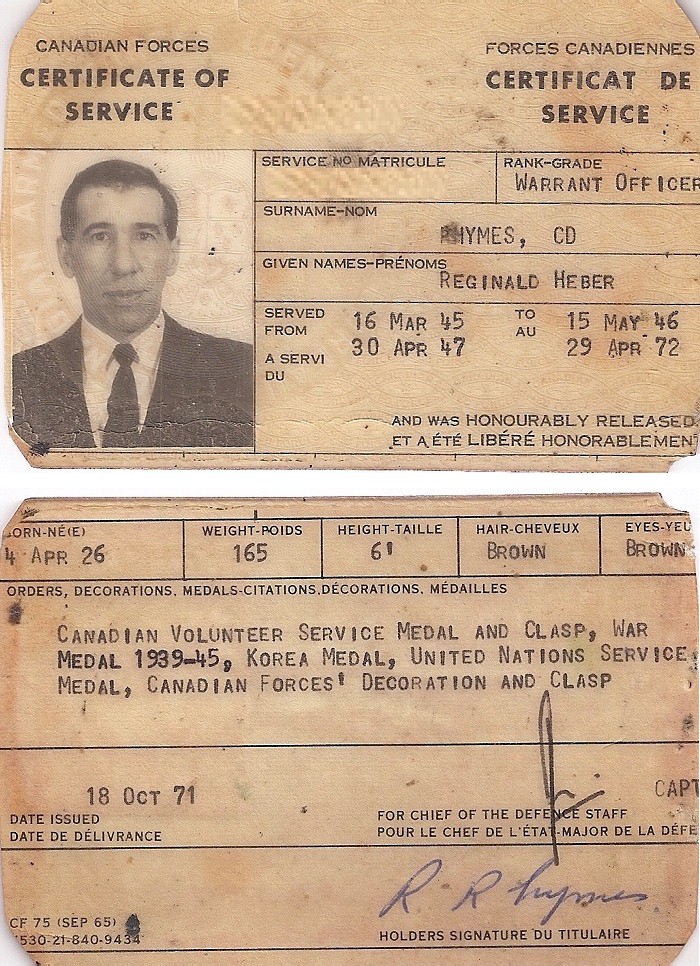 CANADIAN FORCES
CERTIFICATE OF
SERVICE
FORCES CANADIENNES
CERTIFICAT DE
SERVICE
SERVICE NO MATRICULE
RANK-GRADE
WARRANT OFFICER
SURNAME-NOM
RHYMES, CD
GIVEN NAMES-PRÉNOMS
REGINALD HEBER
SERVED FROM
A SERVI DU
16 MAR 45 TO AU 15 MAY 46
30 APR 47 29 APR 72
AND WAS HONOURABLY RELEASED
ET A ÉTÉ LIBÉRÉ HONORABLEMENT
ORN-NÉ(E) WEIGHT-POIDS HEIGHT-TAILLE HAIR-CHEVEUX EYES-YEU
4 APR 26 165 6' BROWN BROWN
ORDERS, DECORATIONS. MEDALS-CITATIONS,DÉCORATIONS. MÉDAILLES
CANADIAN VOLUNTEER SERVICE MEDAL AND CLASP, WAR
MEDAL 1939-45, KOREA MEDAL, UNITED NATIONS SERVICE
MEDAL, CANADIAN FORCES' DECORATION AND CLASP
18 OCT 71
CAPT
DATE ISSUED
DATE DE DÉLIVRANCE
FOR CHIEF OF THE DEFENCE STAFF
POUR LE CHEF DE L'ÉTAT-MAJOR DE LA DÉFE
R Rhymes.
CF 75 (SEP 65)
530-21-840-9434
HOLDERS SIGNATURE DU TITULAIRE